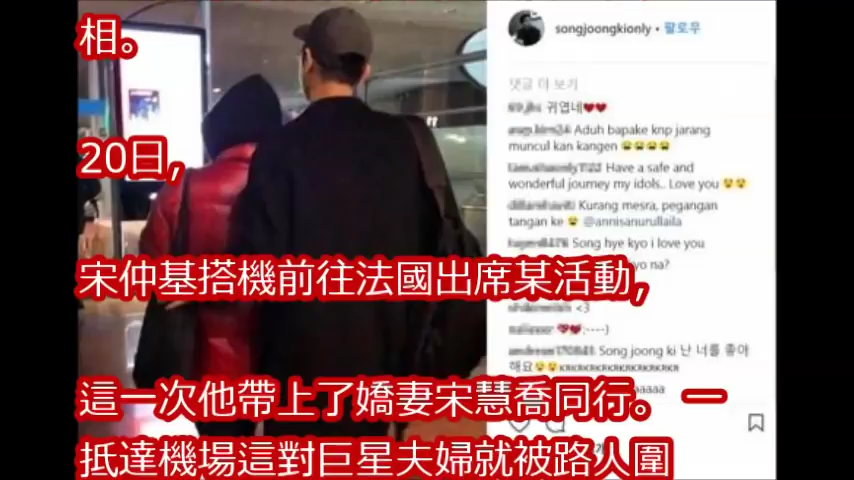 相。
songjoongkionly • 팔로우
20日,
댓글 더 보기
귀엽네❤❤
Aduh bapake knp jarang
muncul kan kangen 😭😭😭😭
Have a safe and
wonderful journey my idols.. Love you 😍😍
Kurang mesra, pegangan
tangan ke 😭 @annisanurullaila
Song hye kyo i love you
宋仲基搭機前往法國出席某活動,
yo na?
<3
:----)
Song joong ki 난 너를 좋아
해요
這一次他帶上了嬌妻宋慧喬同行。 一
抵達機場這對巨星夫婦就被路人圍